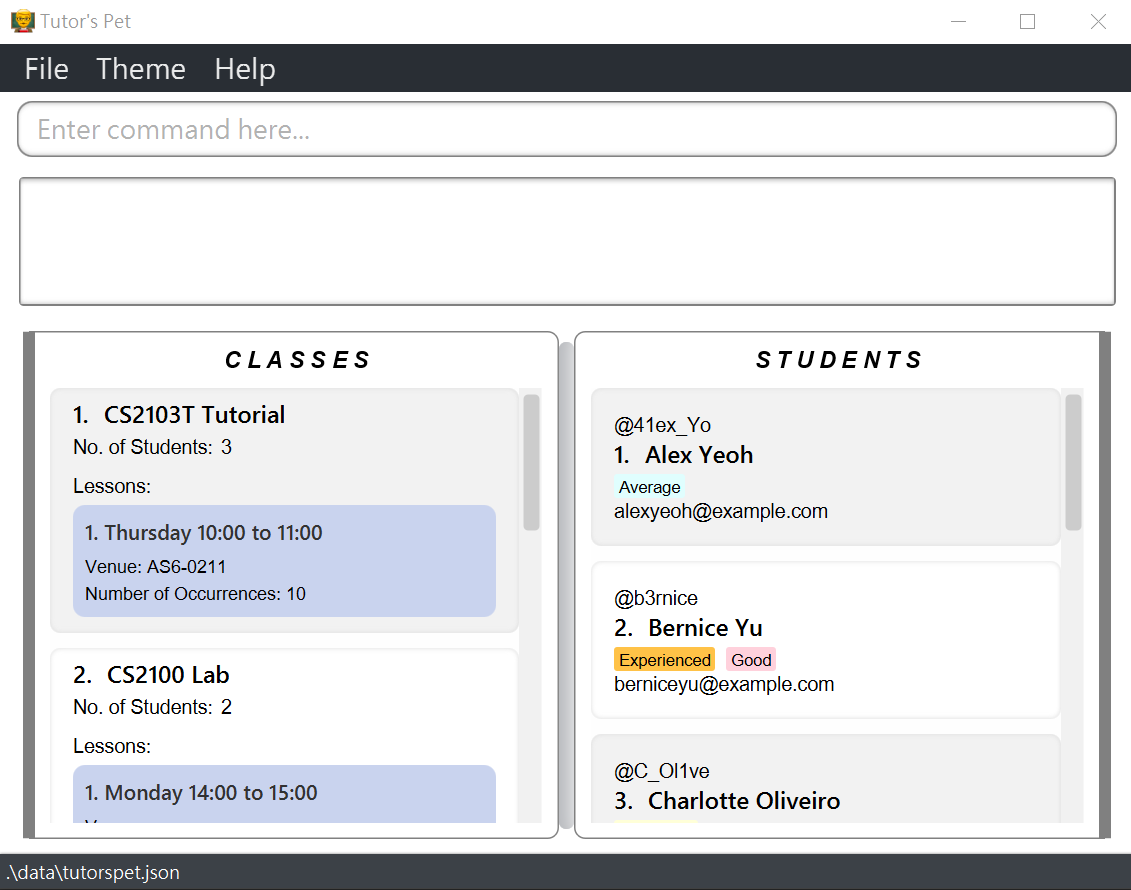 Tutor's Pet
File Theme Help
Enter command here...
CLASSES
1. CS2103T Tutorial
No. of Students: 3
Lessons:
1. Thursday 10:00 to 11:00
Venue: AS6-0211
Number of Occurrences: 10
2. CS2100 Lab
No. of Students: 2
Lessons:
1. Monday 14:00 to 15:00
STUDENTS
@41ex_Yo
1. Alex Yeoh
Average
alexyeoh@example.com
@b3rnice
2. Bernice Yu
Experienced Good
berniceyu@example.com
@C_Ol1ve
3. Charlotte Oliveiro
.\data\tutorspet.json